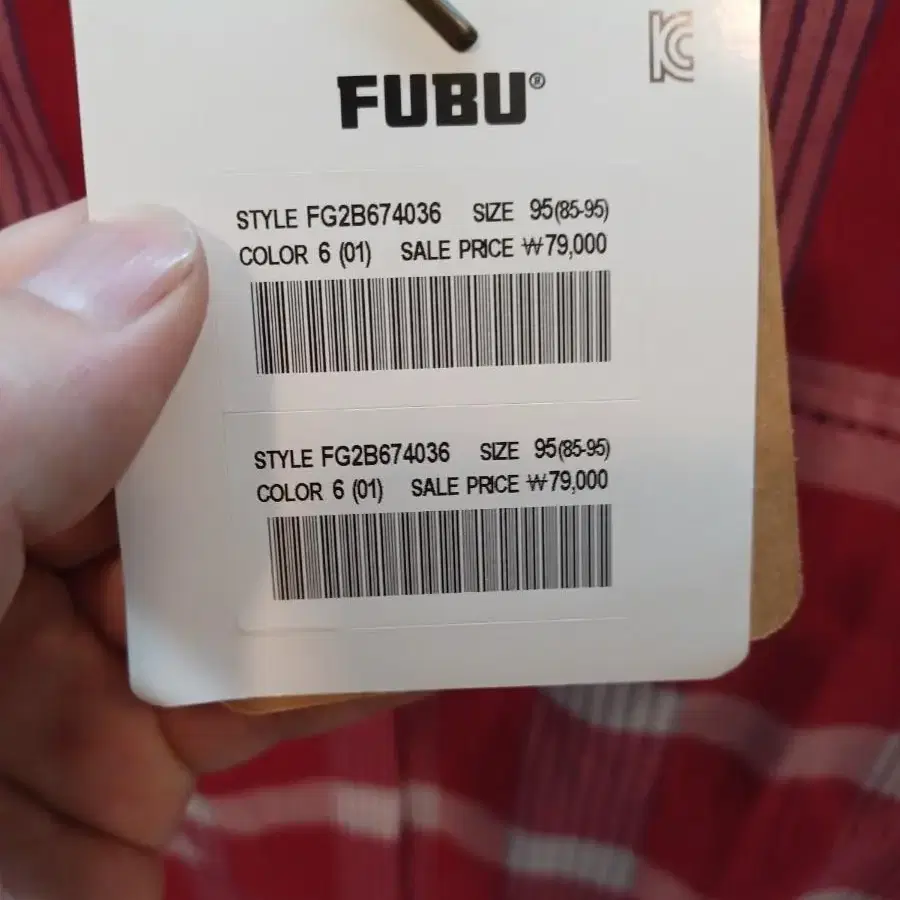 KC
FUBU®
STYLE FG2B674036 SIZE 95(85-95)
COLOR 6 (01) SALE PRICE ₩79,000
STYLE FG2B674036 SIZE 95(85-95)
COLOR 6 (01) SALE PRICE ₩79,000